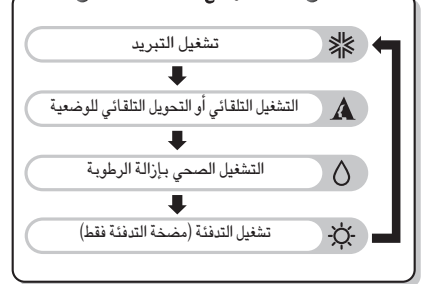 تشغيل التبريد
التشغيل التلقائي أو التحويل التلقائي للوضعية
التشغيل الصحي بإزالة الرطوبة
تشغيل التدفئة (مضخة التدفئة فقط)